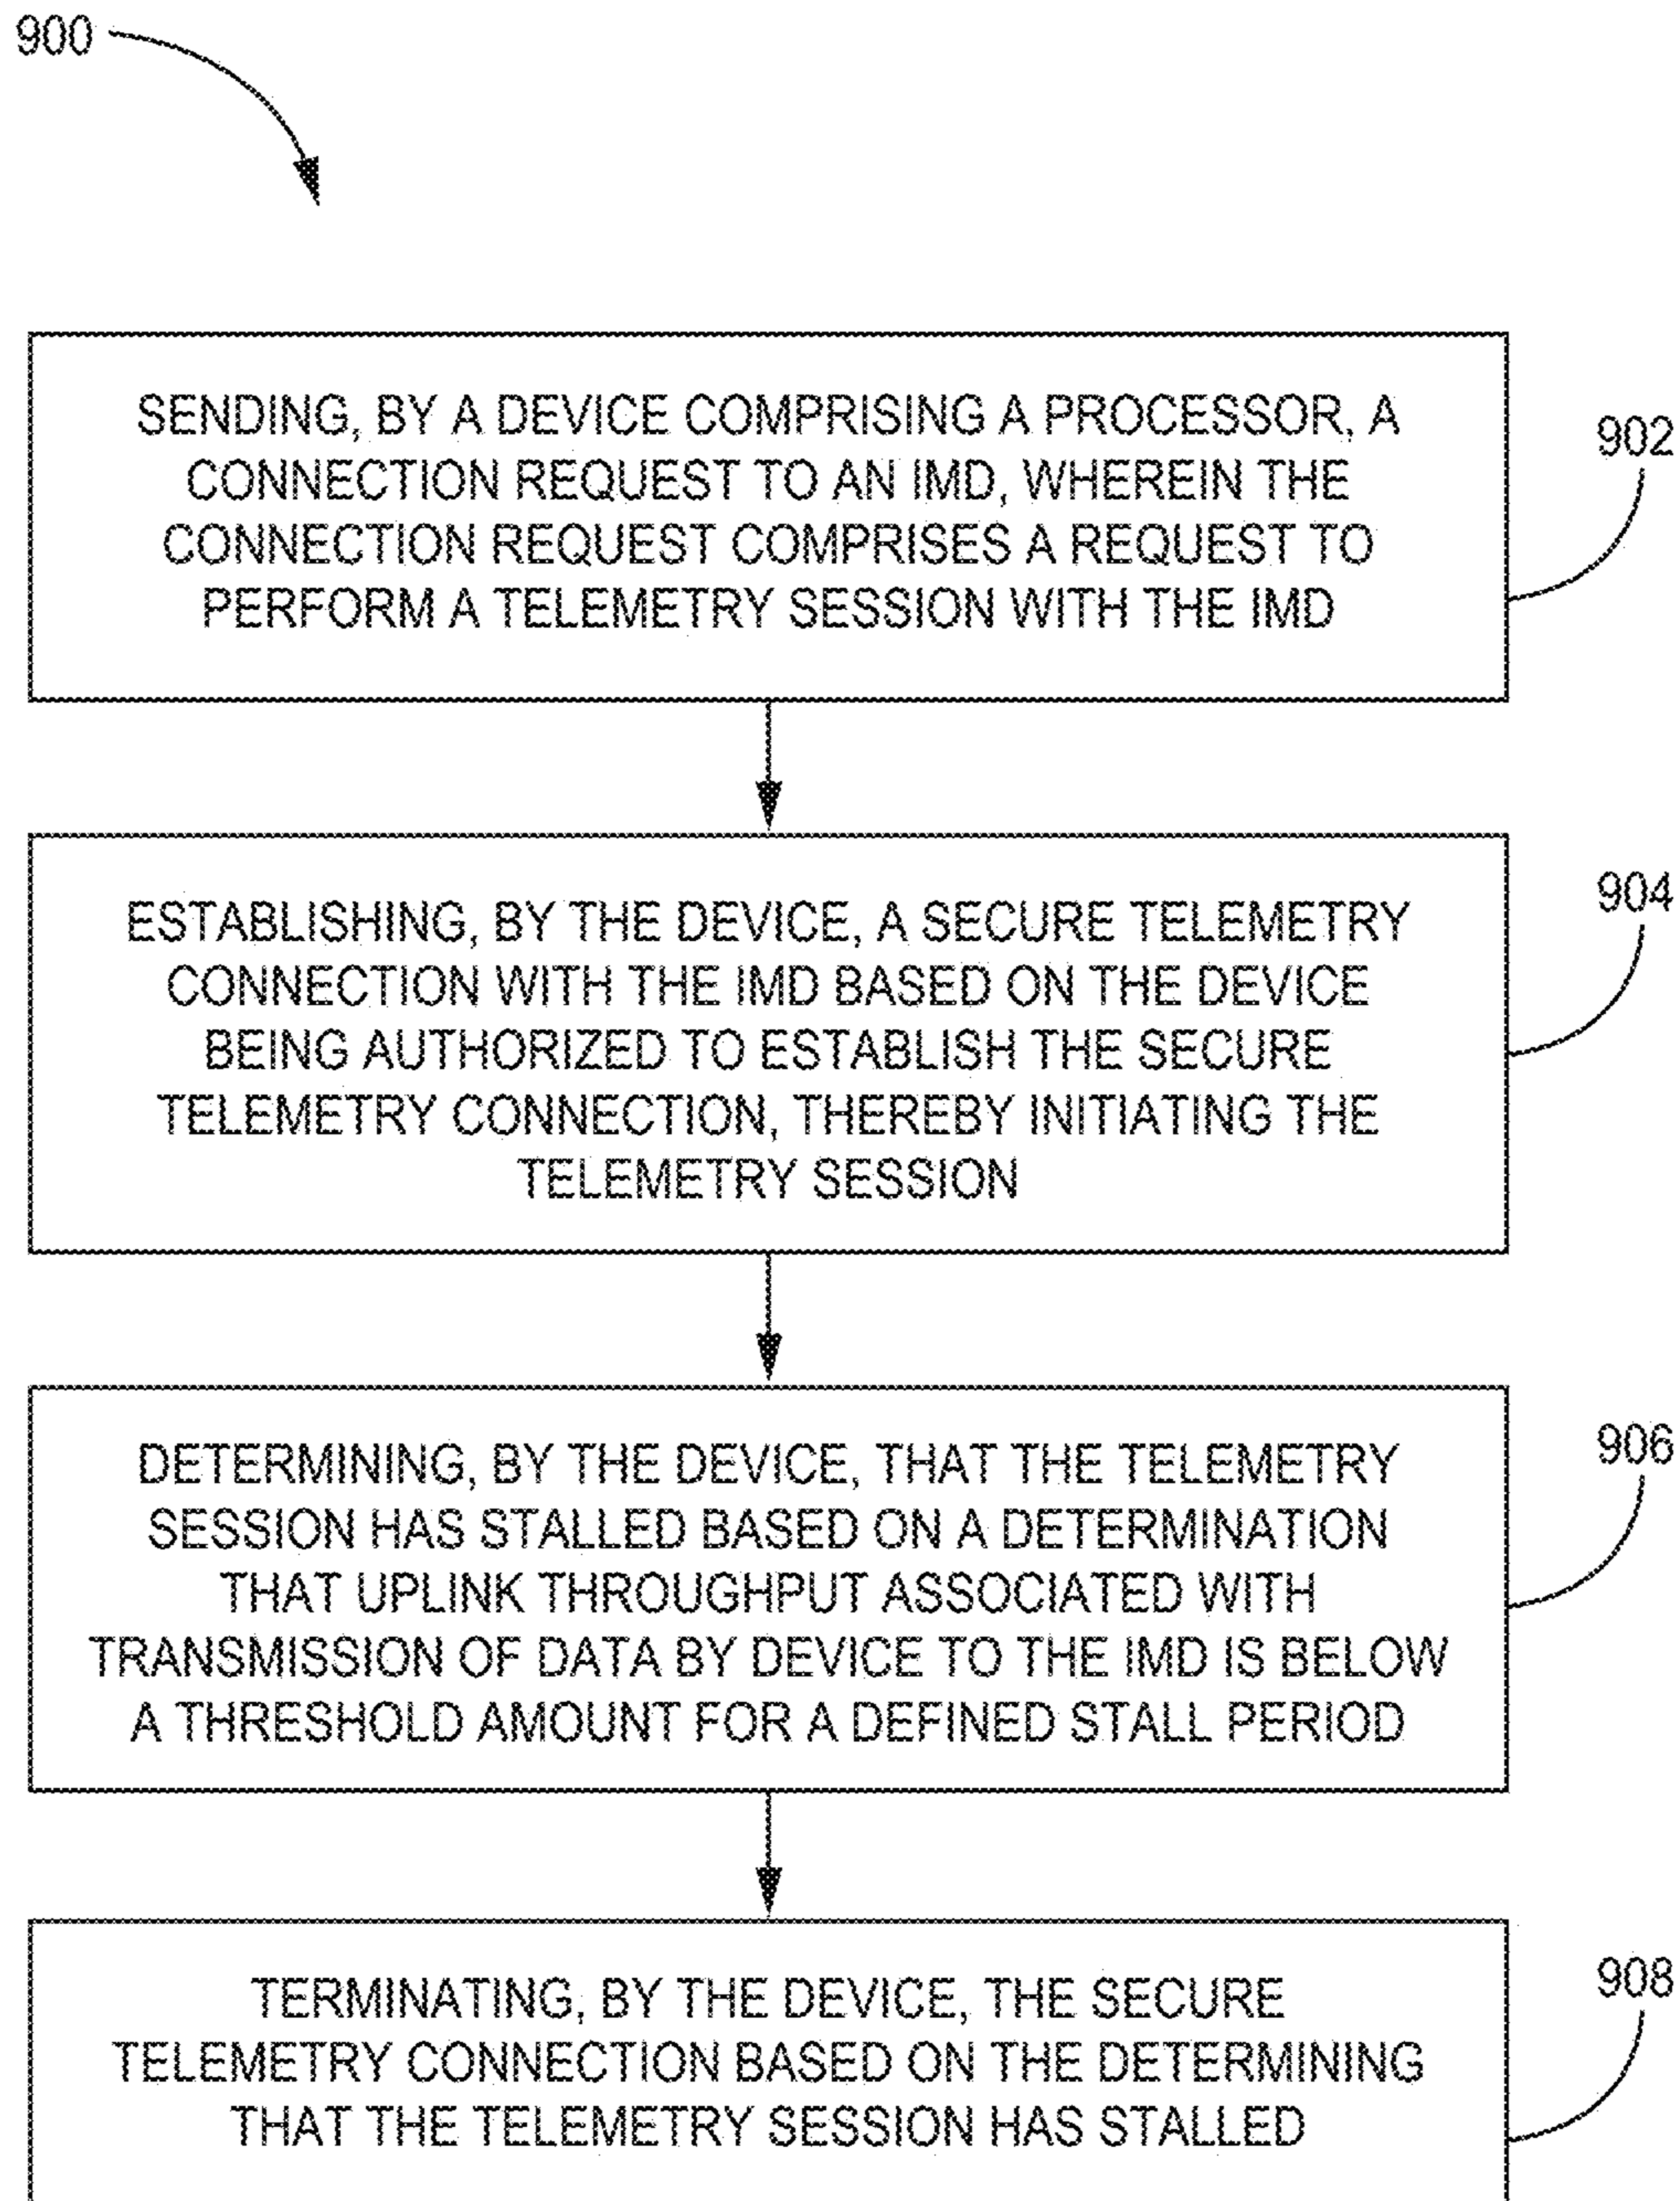 900
SENDING, BY A DEVICE COMPRISING A PROCESSOR, A
CONNECTION REQUEST TO AN IMD, WHEREIN THE
CONNECTION REQUEST COMPRISES A REQUEST TO
PERFORM A TELEMETRY SESSION WITH THE IMD
902
ESTABLISHING, BY THE DEVICE, A SECURE TELEMETRY
CONNECTION WITH THE IMD BASED ON THE DEVICE
BEING AUTHORIZED TO ESTABLISH THE SECURE
TELEMETRY CONNECTION, THEREBY INITIATING THE
TELEMETRY SESSION
904
DETERMINING, BY THE DEVICE, THAT THE TELEMETRY
SESSION HAS STALLED BASED ON A DETERMINATION
THAT UPLINK THROUGHPUT ASSOCIATED WITH
TRANSMISSION OF DATA BY DEVICE TO THE IMD IS BELOW
A THRESHOLD AMOUNT FOR A DEFINED STALL PERIOD
906
TERMINATING, BY THE DEVICE, THE SECURE
TELEMETRY CONNECTION BASED ON THE DETERMINING
THAT THE TELEMETRY SESSION HAS STALLED
908